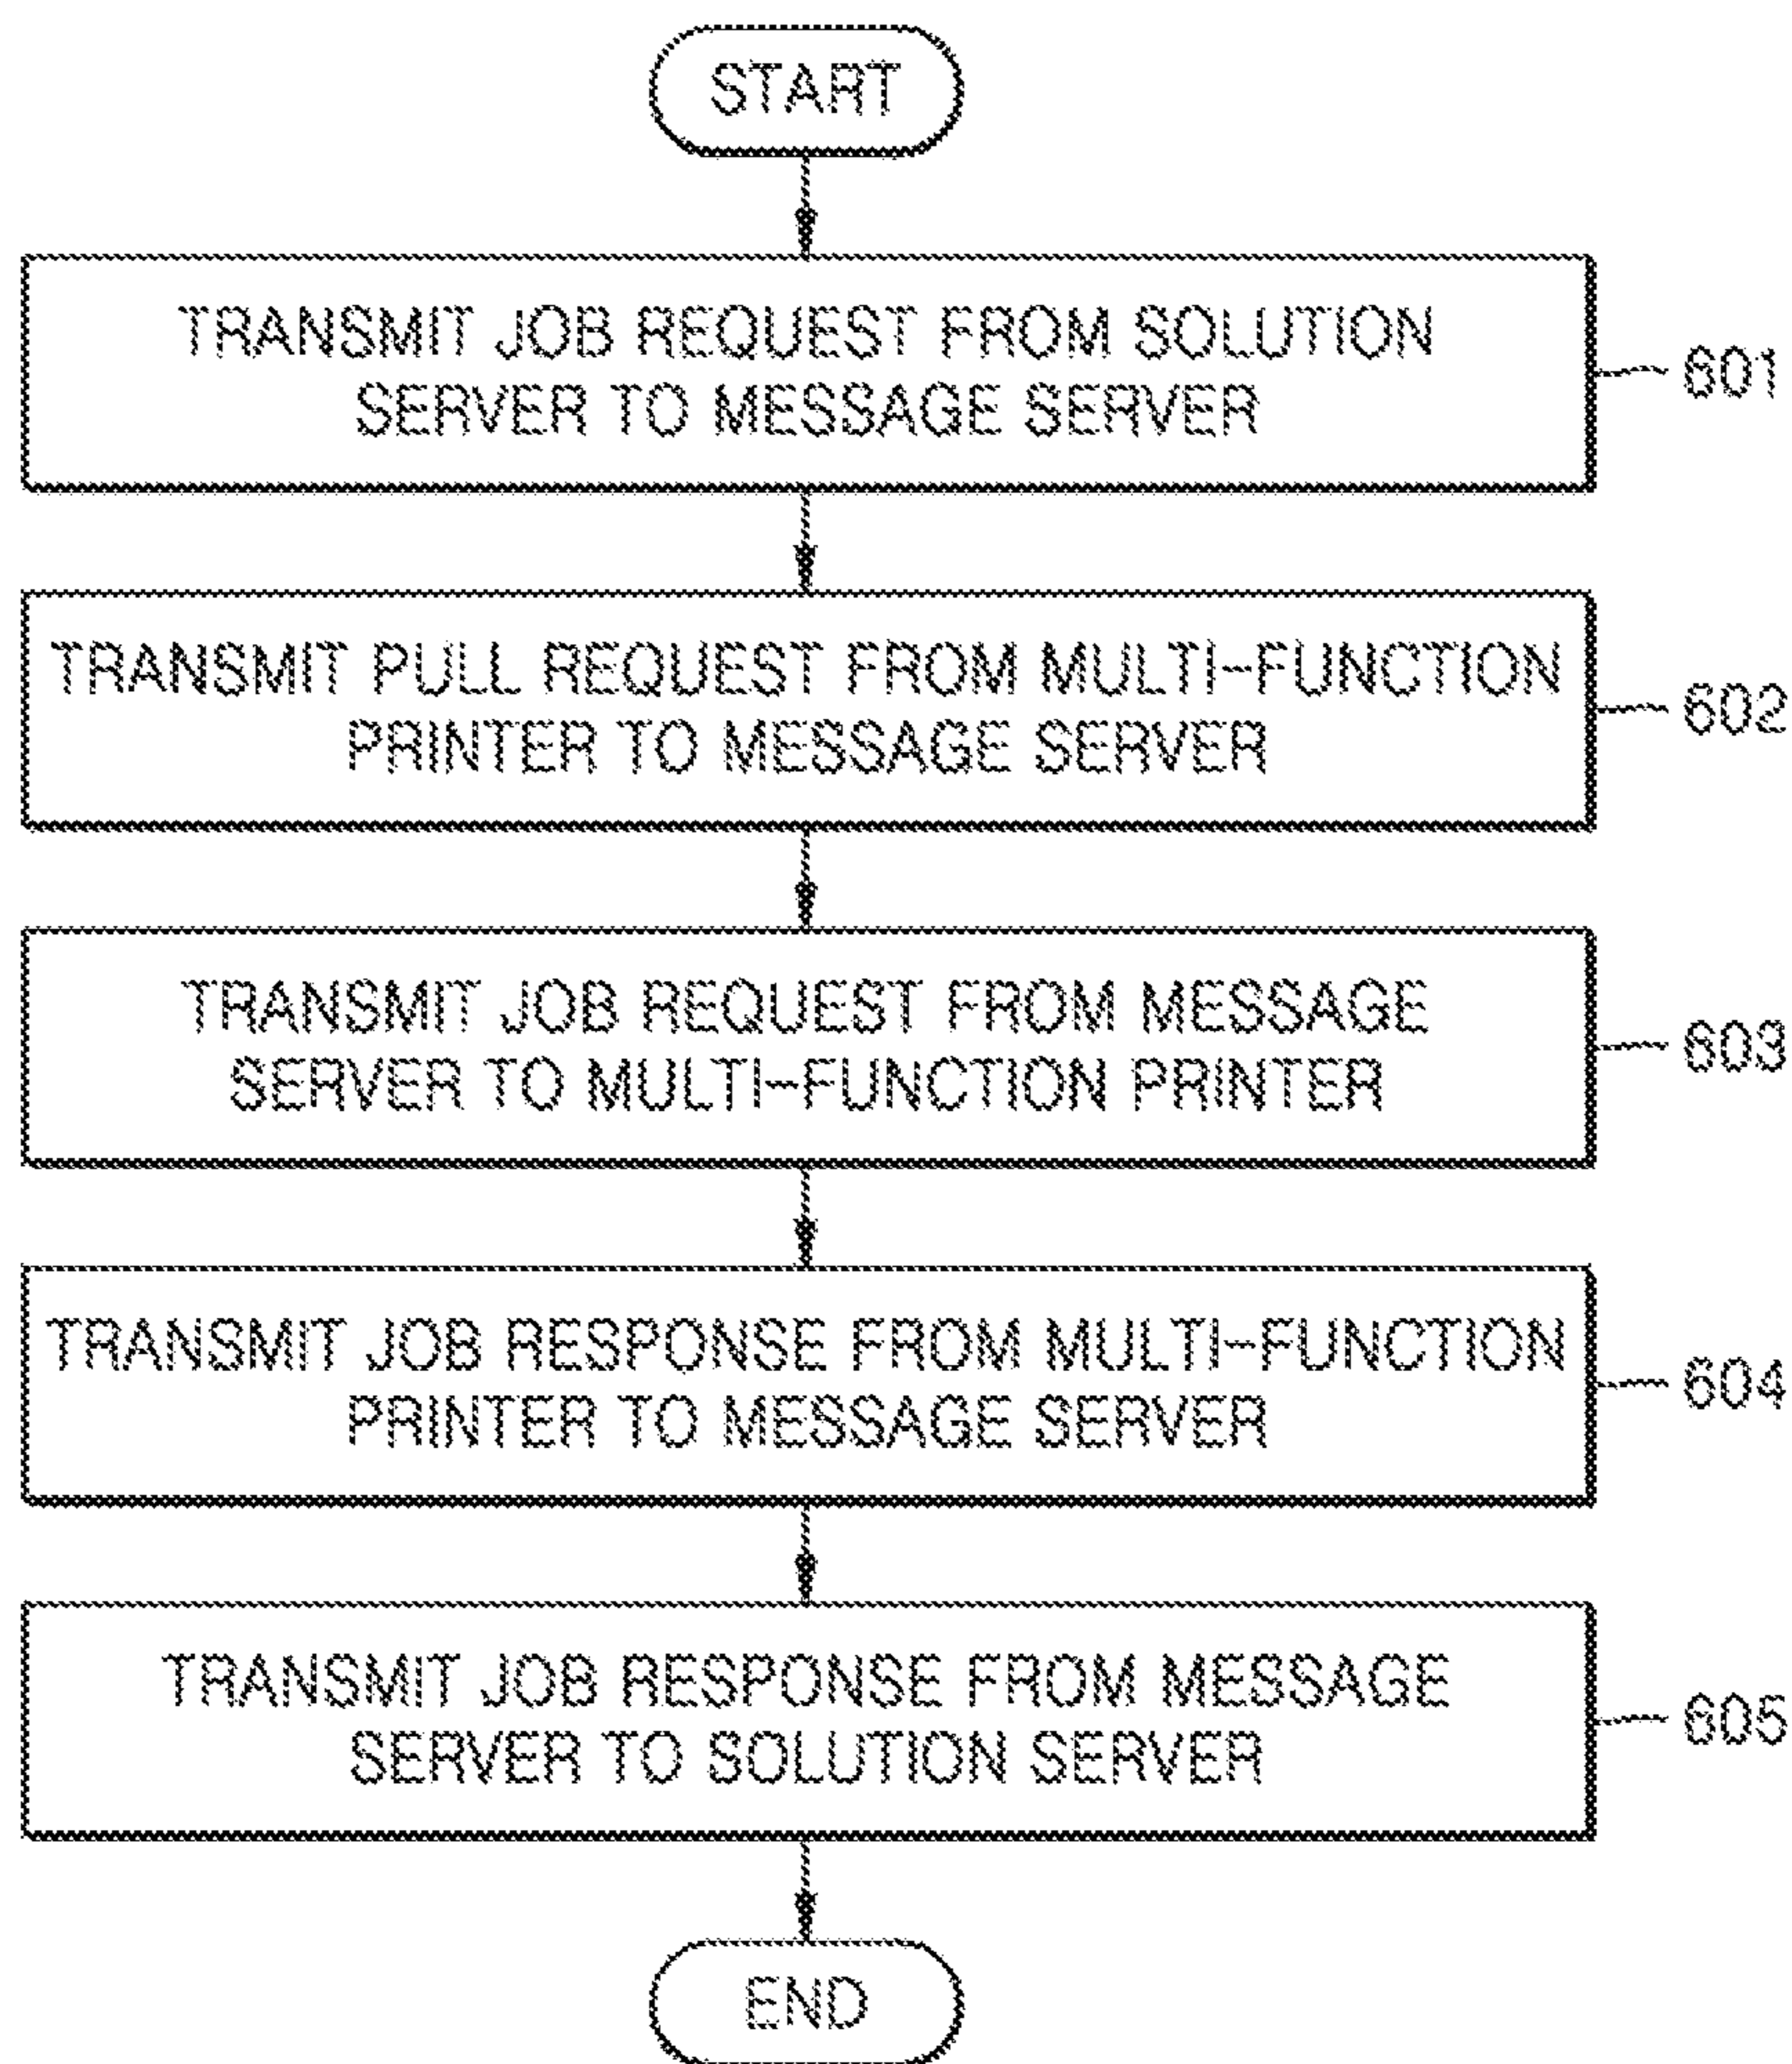 START
TRANSMIT JOB REQUEST FROM SOLUTION
SERVER TO MESSAGE SERVER
601
TRANSMIT PULL REQUEST FROM MULTI-FUNCTION
PRINTER TO MESSAGE SERVER
602
TRANSMIT JOB REQUEST FROM MESSAGE
SERVER TO MULTI-FUNCTION PRINTER
603
TRANSMIT JOB RESPONSE FROM MULTI-FUNCTION
PRINTER TO MESSAGE SERVER
604
TRANSMIT JOB RESPONSE FROM MESSAGE
SERVER TO SOLUTION SERVER
605
END